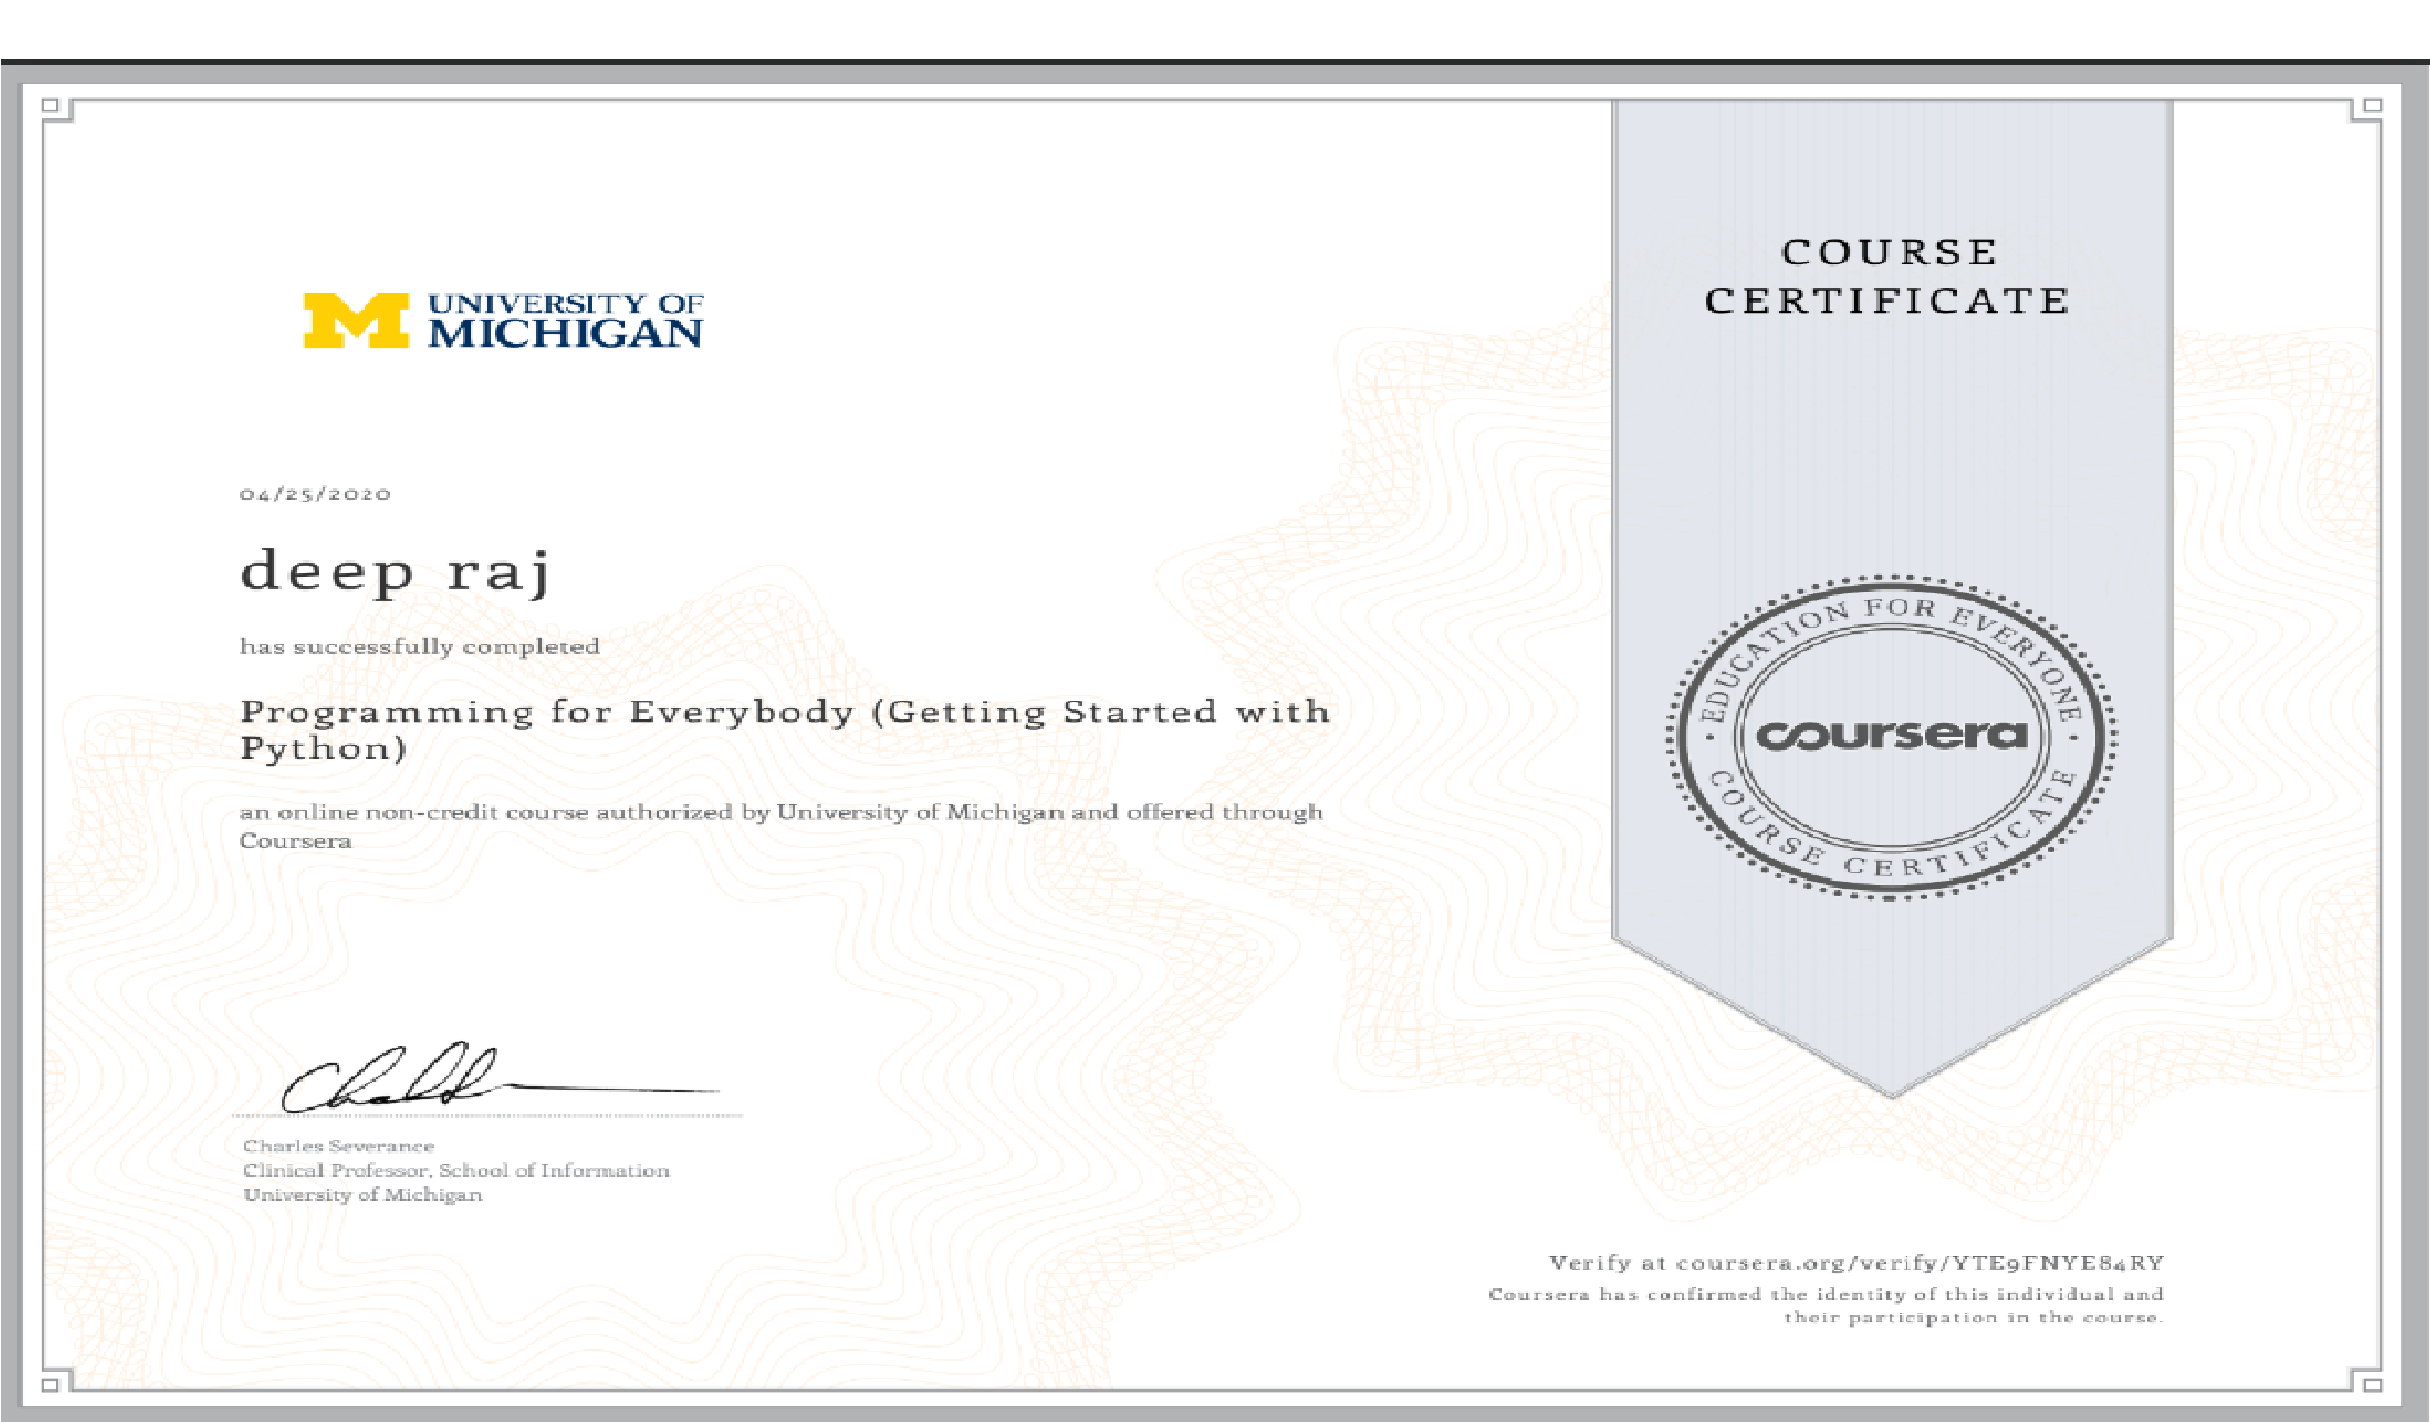 UNIVERSITY OF
MICHIGAN
04/25/2020
deep raj
has successfully completed
Programming for Everybody (Getting Started with
Python)
an online non-credit course authorized by University of Michigan and offered through
Coursera
Charles Severance
Clinical Professor, School of Information
University of Michigan
COURSE
CERTIFICATE
EDUCATION FOR EVERYONE
coursera
COURSE CERTIFICATE
Verify at coursera.org/verify/YTE9FNYE84RY
Coursera has confirmed the identity of this individual and
their participation in the course.